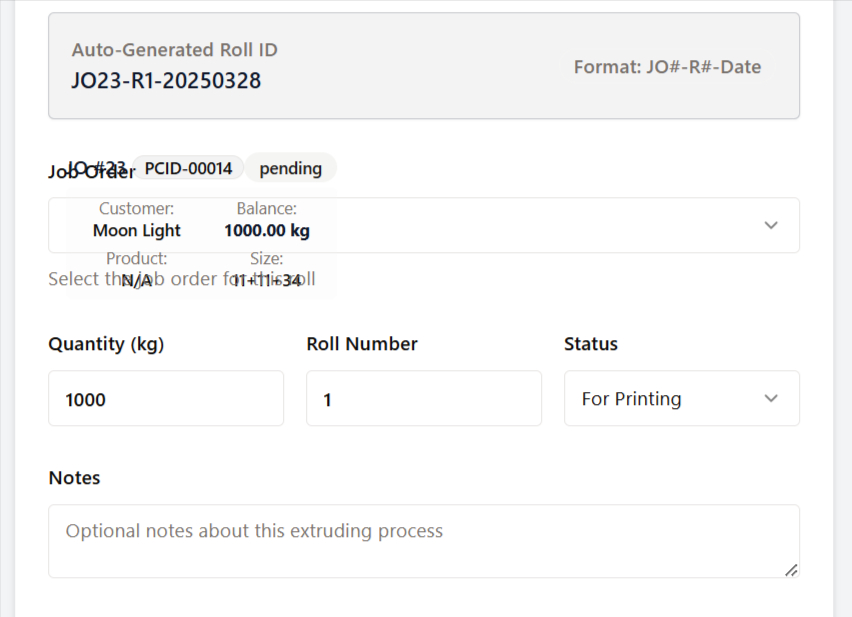 Auto-Generated Roll ID
JO23-R1-20250328
Format: JO#-R#-Date
Job Order
JO #23 PCID-00014 pending
Customer: Balance:
Moon Light 1000.00 kg
Product: Size:
N/A 11+11+34
Select the job order for this roll
Quantity (kg) Roll Number Status
1000 1 For Printing
Notes
Optional notes about this extruding process